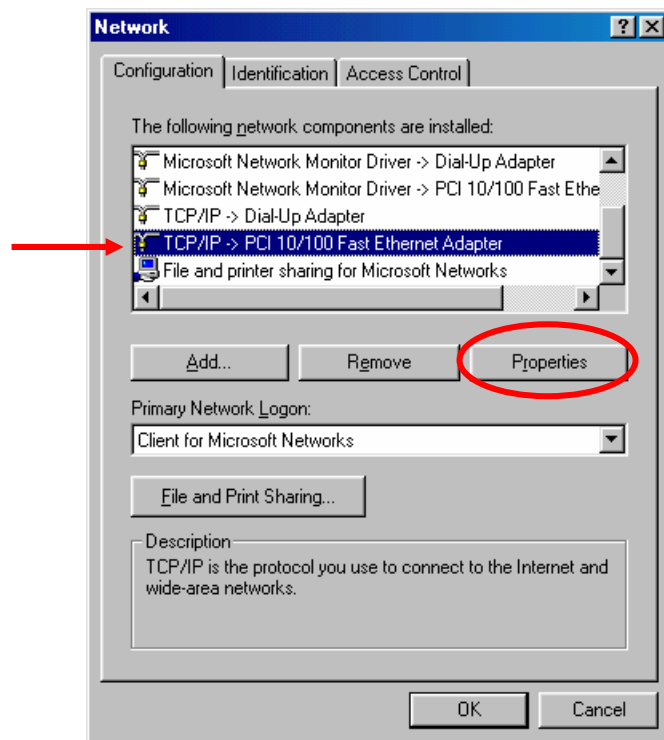 Network
Configuration Identification Access Control
The following network components are installed:
Microsoft Network Monitor Driver -> Dial-Up Adapter
Microsoft Network Monitor Driver -> PCI 10/100 Fast Ethe
TCP/IP -> Dial-Up Adapter
TCP/IP -> PCI 10/100 Fast Ethernet Adapter
File and printer sharing for Microsoft Networks
Add... Remove Properties
Primary Network Logon:
Client for Microsoft Networks
File and Print Sharing...
Description
TCP/IP is the protocol you use to connect to the Internet and
wide-area networks.
OK Cancel